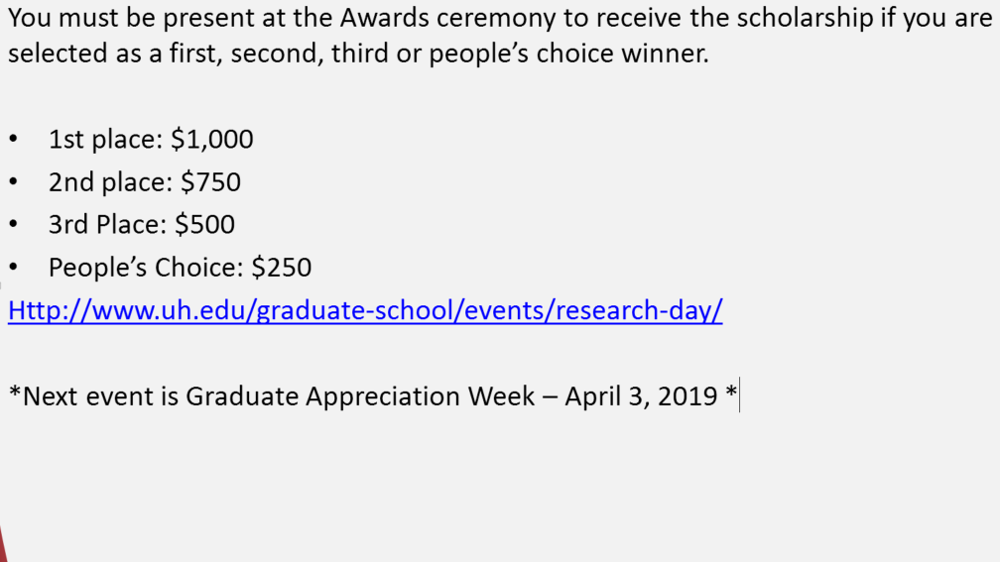 You must be present at the Awards ceremony to receive the scholarship if you are
selected as a first, second, third or people’s choice winner.
• 1st place: $1,000
• 2nd place: $750
• 3rd Place: $500
• People’s Choice: $250
Http://www.uh.edu/graduate-school/events/research-day/
*Next event is Graduate Appreciation Week – April 3, 2019 *